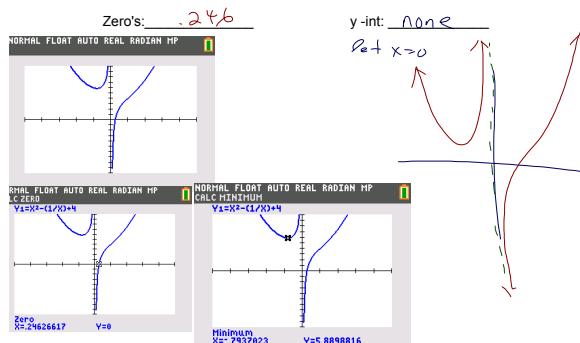 Zero's: .246 y -int: none
let x=0
NORMAL FLOAT AUTO REAL RADIAN MP
RMAL FLOAT AUTO REAL RADIAN MP
LC ZERO
Y1=X²-(1/X)+4
Zero
X=.24626617 Y=0
NORMAL FLOAT AUTO REAL RADIAN MP
CALC MINIMUM
Y1=X²-(1/X)+4
Minimum
X=-.7937023 Y=5.8898816